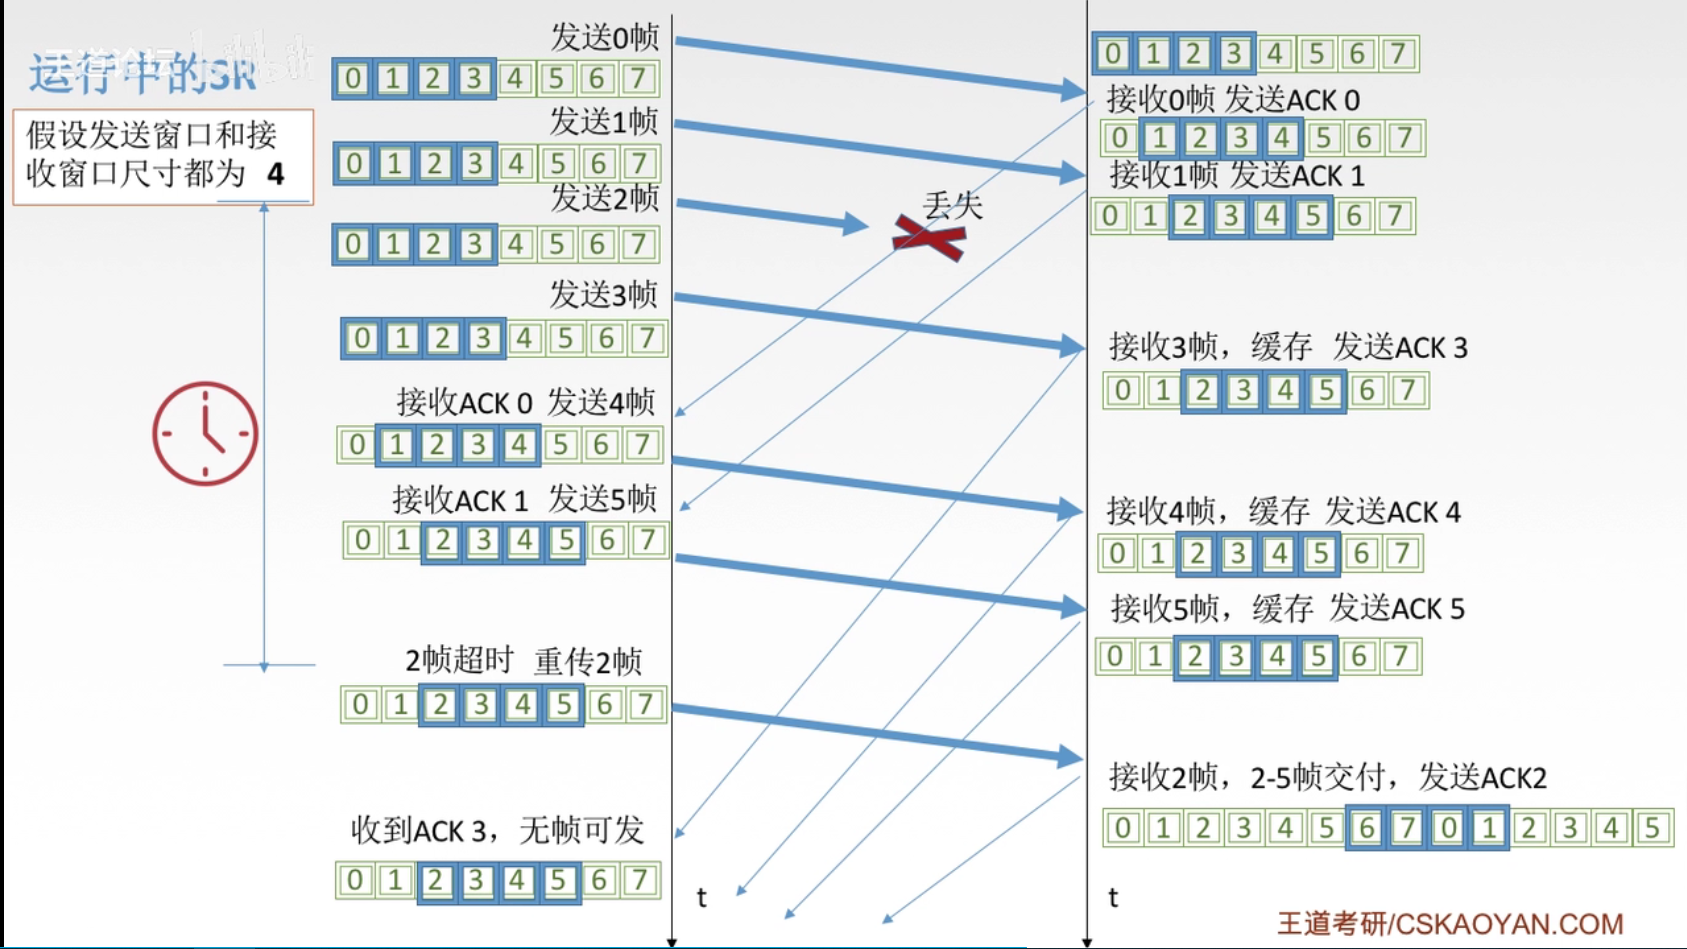 运行中的SR
王道论坛
假设发送窗口和接
收窗口尺寸都为 4
发送0帧
0 1 2 3 4 5 6 7
发送1帧
0 1 2 3 4 5 6 7
发送2帧
0 1 2 3 4 5 6 7
发送3帧
0 1 2 3 4 5 6 7
接收ACK 0 发送4帧
0 1 2 3 4 5 6 7
接收ACK 1 发送5帧
0 1 2 3 4 5 6 7
2帧超时 重传2帧
0 1 2 3 4 5 6 7
收到ACK 3，无帧可发
0 1 2 3 4 5 6 7
丢失
t
0 1 2 3 4 5 6 7
接收0帧 发送ACK 0
0 1 2 3 4 5 6 7
接收1帧 发送ACK 1
0 1 2 3 4 5 6 7
接收3帧，缓存 发送ACK 3
0 1 2 3 4 5 6 7
接收4帧，缓存 发送ACK 4
0 1 2 3 4 5 6 7
接收5帧，缓存 发送ACK 5
0 1 2 3 4 5 6 7
接收2帧，2-5帧交付，发送ACK2
0 1 2 3 4 5 6 7 0 1 2 3 4 5
t
王道考研/CSKAOYAN.COM